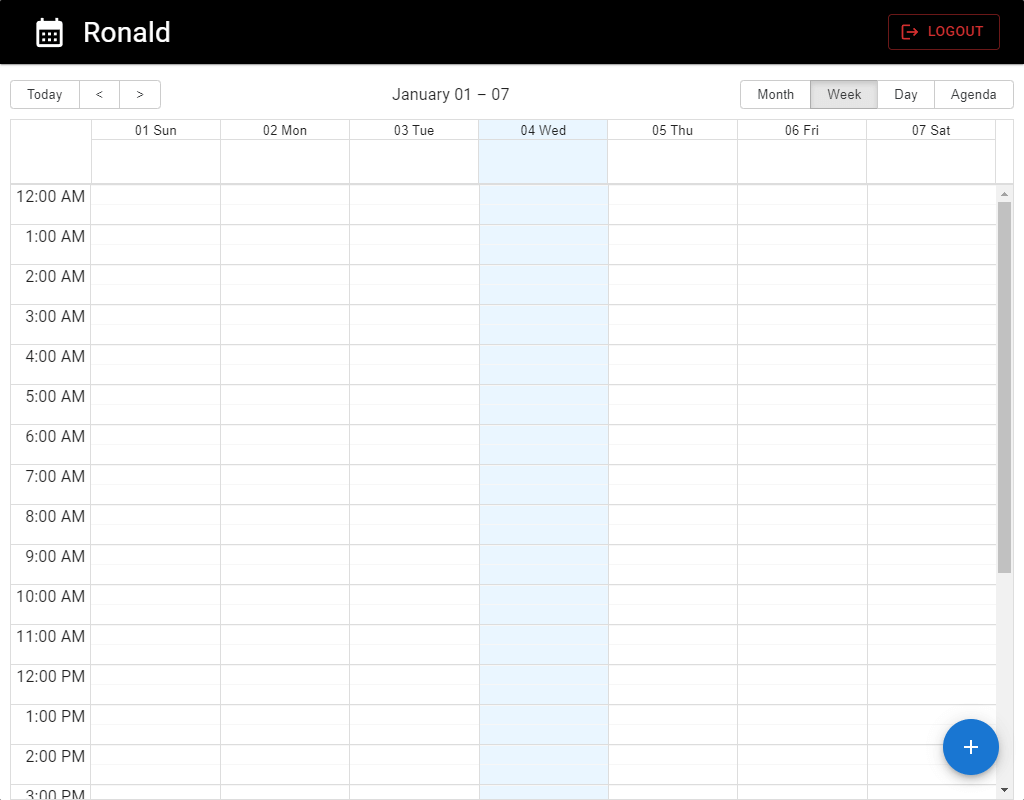 Ronald
LOGOUT
Today < > January 01 – 07 Month Week Day Agenda
01 Sun 02 Mon 03 Tue 04 Wed 05 Thu 06 Fri 07 Sat
12:00 AM
1:00 AM
2:00 AM
3:00 AM
4:00 AM
5:00 AM
6:00 AM
7:00 AM
8:00 AM
9:00 AM
10:00 AM
11:00 AM
12:00 PM
1:00 PM
2:00 PM
3:00 PM